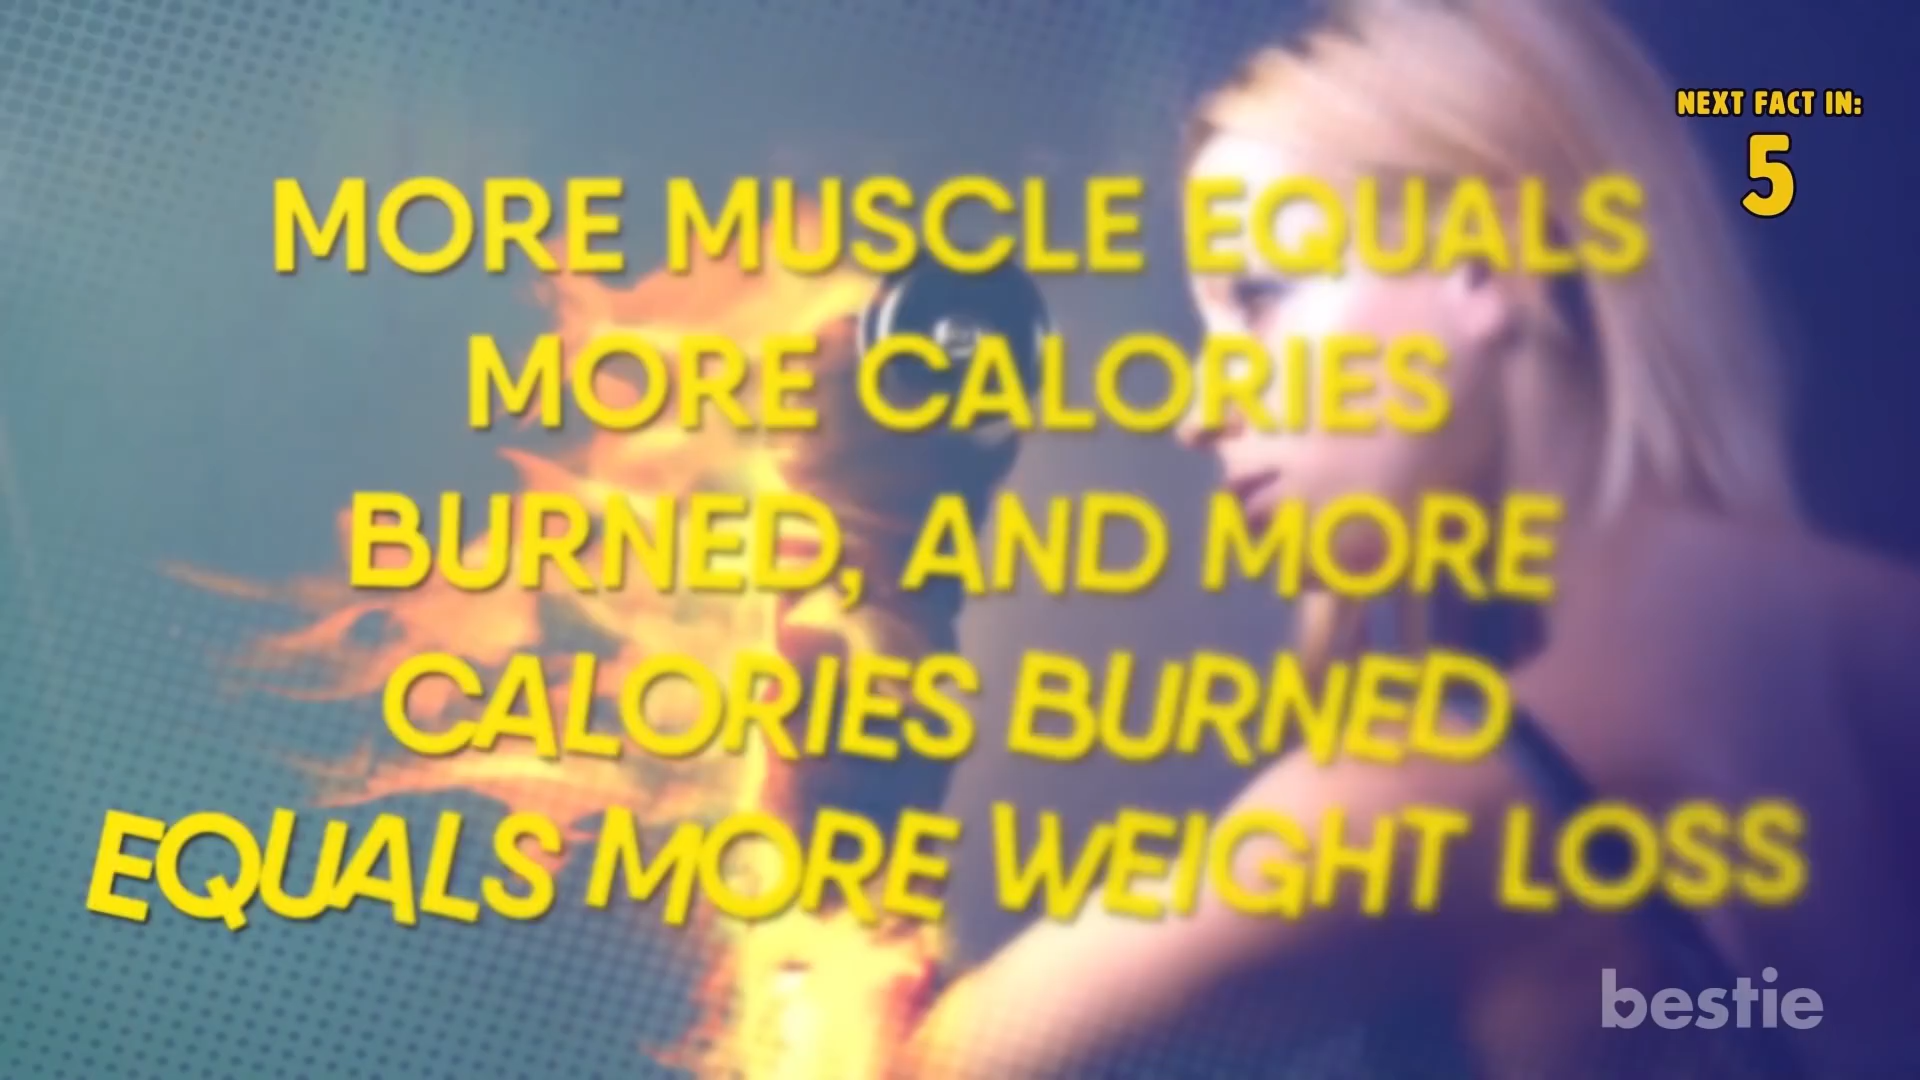 NEXT FACT IN:
5
MORE MUSCLE EQUALS
MORE CALORIES
BURNED, AND MORE
CALORIES BURNED
EQUALS MORE WEIGHT LOSS
bestie